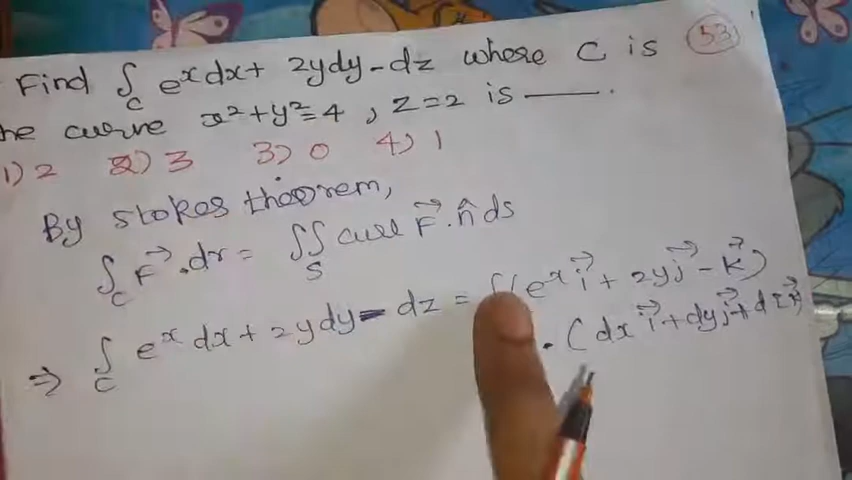 Find ∫_C e^x dx + 2y dy - dz where C is 53
he curve x²+y²=4 , z=2 is ____.
1) 2 2) 3 3) 0 4) 1
By stokes theorem,
∫_C F⃗ . dr = ∬_S curl F⃗ . n̂ ds
⇒ ∫_C e^x dx + 2y dy - dz = ∫(e^x i⃗ + 2y j⃗ - k⃗)
. (dx i⃗ + dy j⃗ + dz k⃗)